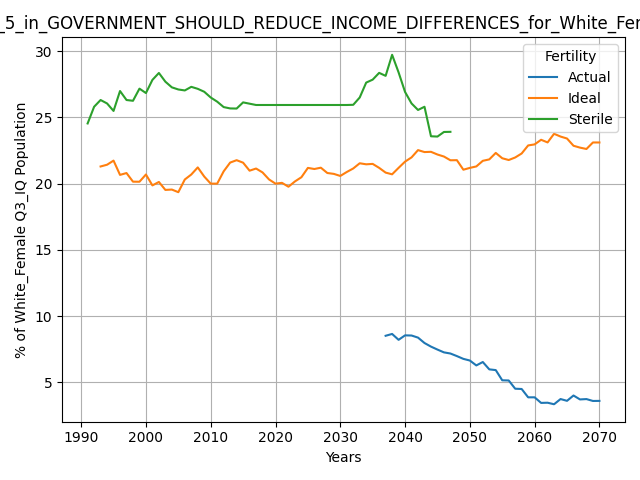 _5_in_GOVERNMENT_SHOULD_REDUCE_INCOME_DIFFERENCES_for_White_Fe
Fertility
Actual
Ideal
Sterile
% of White_Female Q3_IQ Population
30
25
20
15
10
5
1990 2000 2010 2020 2030 2040 2050 2060 2070
Years